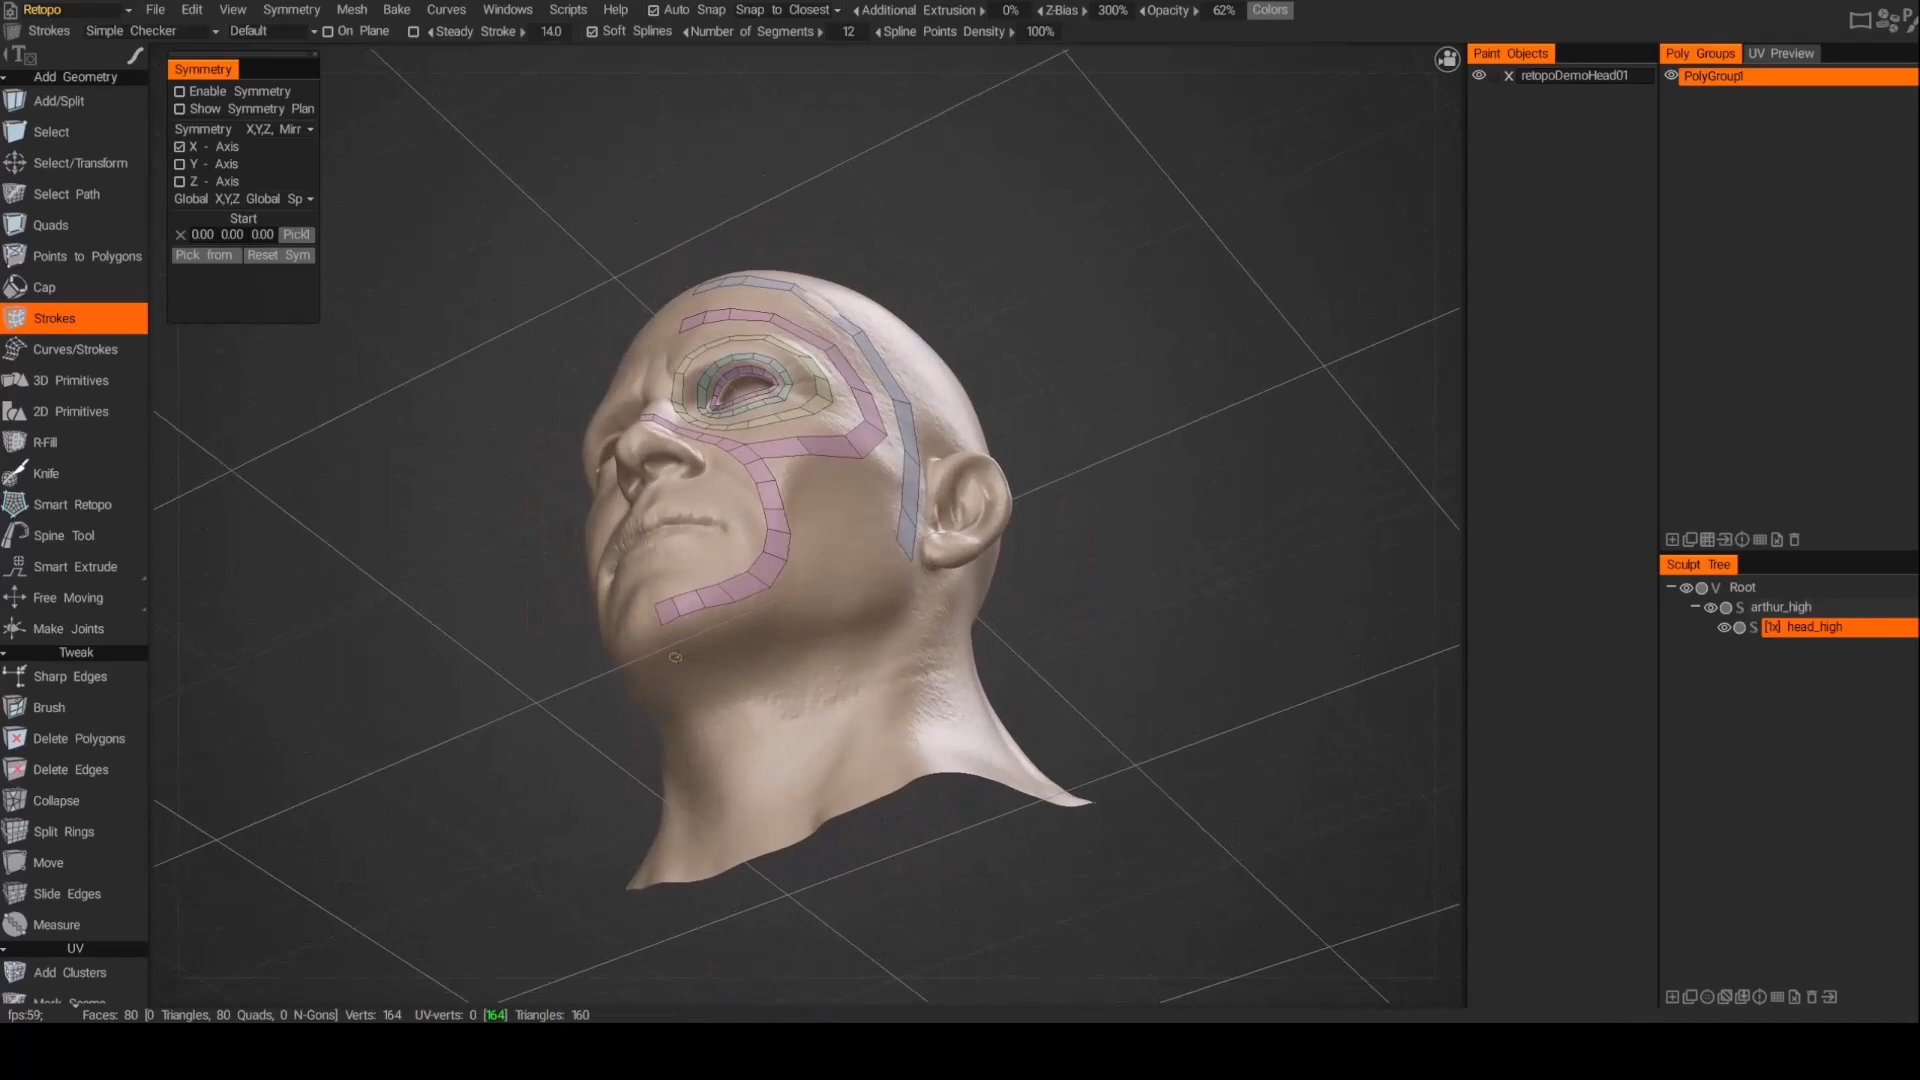 Retopo File Edit View Symmetry Mesh Bake Curves Windows Scripts Help Auto Snap Snap to Closest Additional Extrusion 0% Z-Bias 300% Opacity 62% Colors
Strokes Simple Checker Default On Plane Steady Stroke 14.0 Soft Splines Number of Segments 12 Spline Points Density 100%
Add Geometry
Add/Split
Select
Select/Transform
Select Path
Quads
Points to Polygons
Cap
Strokes
Curves/Strokes
3D Primitives
2D Primitives
R-Fill
Knife
Smart Retopo
Spine Tool
Smart Extrude
Free Moving
Make Joints
Tweak
Sharp Edges
Brush
Delete Polygons
Delete Edges
Collapse
Split Rings
Move
Slide Edges
Measure
UV
Add Clusters
Symmetry
Enable Symmetry
Show Symmetry Plan
Symmetry X,Y,Z, Mirr
X - Axis
Y - Axis
Z - Axis
Global X,Y,Z Global Sp
Start
0.00 0.00 0.00 Pickl
Pick from Reset Sym
Paint Objects
retopoDemoHead01
Poly Groups UV Preview
PolyGroup1
Sculpt Tree
V Root
S arthur_high
S [1x] head_high
fps:59; Faces: 80 [0 Triangles, 80 Quads, 0 N-Gons] Verts: 164 UV-verts: 0 [164] Triangles: 160